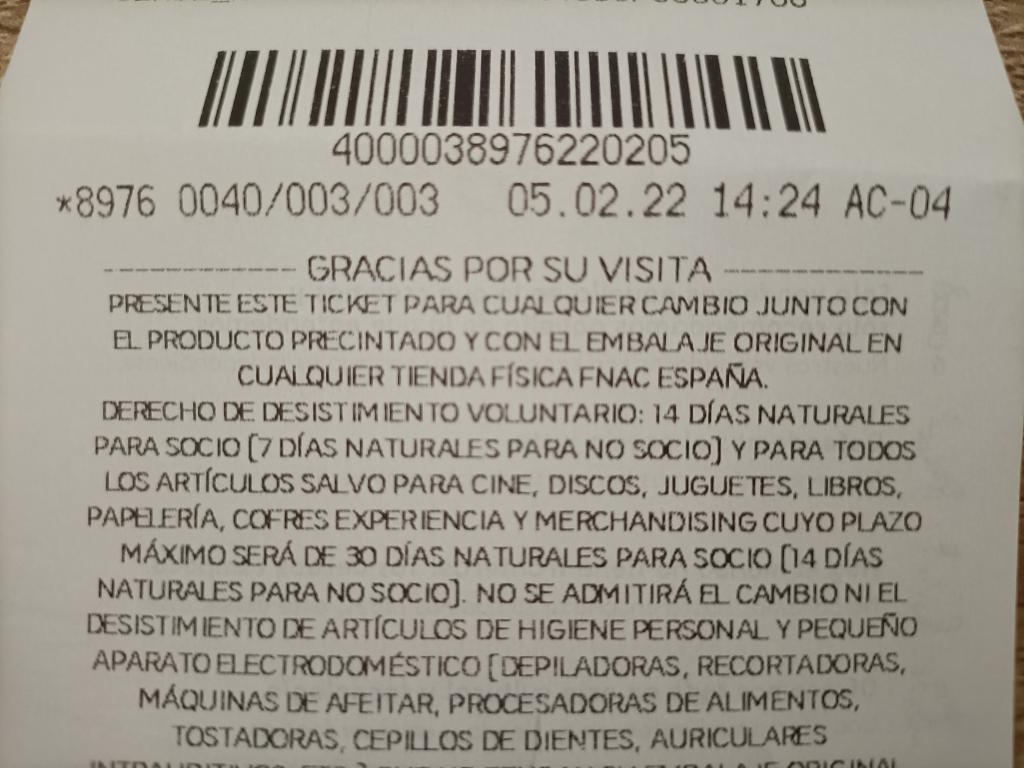 4000038976220205
*8976 0040/003/003 05.02.22 14:24 AC-04
GRACIAS POR SU VISITA
PRESENTE ESTE TICKET PARA CUALQUIER CAMBIO JUNTO CON
EL PRODUCTO PRECINTADO Y CON EL EMBALAJE ORIGINAL EN
CUALQUIER TIENDA FÍSICA FNAC ESPAÑA.
DERECHO DE DESISTIMIENTO VOLUNTARIO: 14 DÍAS NATURALES
PARA SOCIO [7 DÍAS NATURALES PARA NO SOCIO] Y PARA TODOS
LOS ARTÍCULOS SALVO PARA CINE, DISCOS, JUGUETES, LIBROS,
PAPELERÍA, COFRES EXPERIENCIA Y MERCHANDISING CUYO PLAZO
MÁXIMO SERÁ DE 30 DÍAS NATURALES PARA SOCIO [14 DÍAS
NATURALES PARA NO SOCIO]. NO SE ADMITIRÁ EL CAMBIO NI EL
DESISTIMIENTO DE ARTÍCULOS DE HIGIENE PERSONAL Y PEQUEÑO
APARATO ELECTRODOMÉSTICO [DEPILADORAS, RECORTADORAS,
MÁQUINAS DE AFEITAR, PROCESADORAS DE ALIMENTOS,
TOSTADORAS, CEPILLOS DE DIENTES, AURICULARES